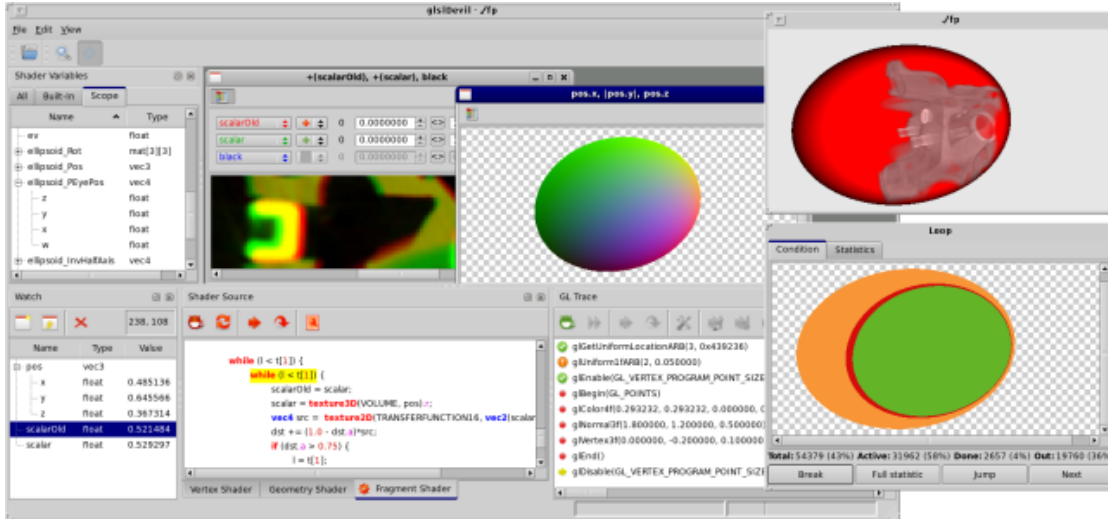 glslDevil - ./fp
File Edit View
Shader Variables
All Built-In Scope
Name Type
ev float
ellipsoid_Rot mat[3][3]
ellipsoid_Pos vec3
ellipsoid_PEyePos vec4
z float
y float
x float
w float
ellipsoid_InvHalfAxis vec4
+(scalarOld), +(scalar), black
scalarOld 0 0.0000000 <>
scalar 0 0.0000000 <>
black 0 0.0000000 <>
pos.x, |pos.y|, pos.z
./fp
Loop
Condition Statistics
Total: 54379 (43%) Active: 31962 (58%) Done: 2657 (4%) Out: 19760 (36%
Break Full statistic Jump Next
Watch
238, 108
Name Type Value
pos vec3
x float 0.485136
y float 0.645566
z float 0.367314
scalarOld float 0.521484
scalar float 0.529297
Shader Source
while (l < t[1]) {
while (l < t[1]) {
scalarOld = scalar;
scalar = texture3D(VOLUME, pos).r;
vec4 src = texture2D(TRANSFERFUNCTION16, vec2(scalar
dst += (1.0 - dst.a)*src;
if (dst.a > 0.75) {
l = t[1];
Vertex Shader Geometry Shader Fragment Shader
GL Trace
glGetUniformLocationARB(3, 0x439236)
glUniform1fARB(2, 0.050000)
glEnable(GL_VERTEX_PROGRAM_POINT_SIZE
glBegin(GL_POINTS)
glColor4f(0.293232, 0.293232, 0.000000, 0
glNormal3f(1.800000, 1.200000, 0.500000)
glVertex3f(0.000000, -0.200000, 0.100000
glEnd()
glDisable(GL_VERTEX_PROGRAM_POINT_SIZE